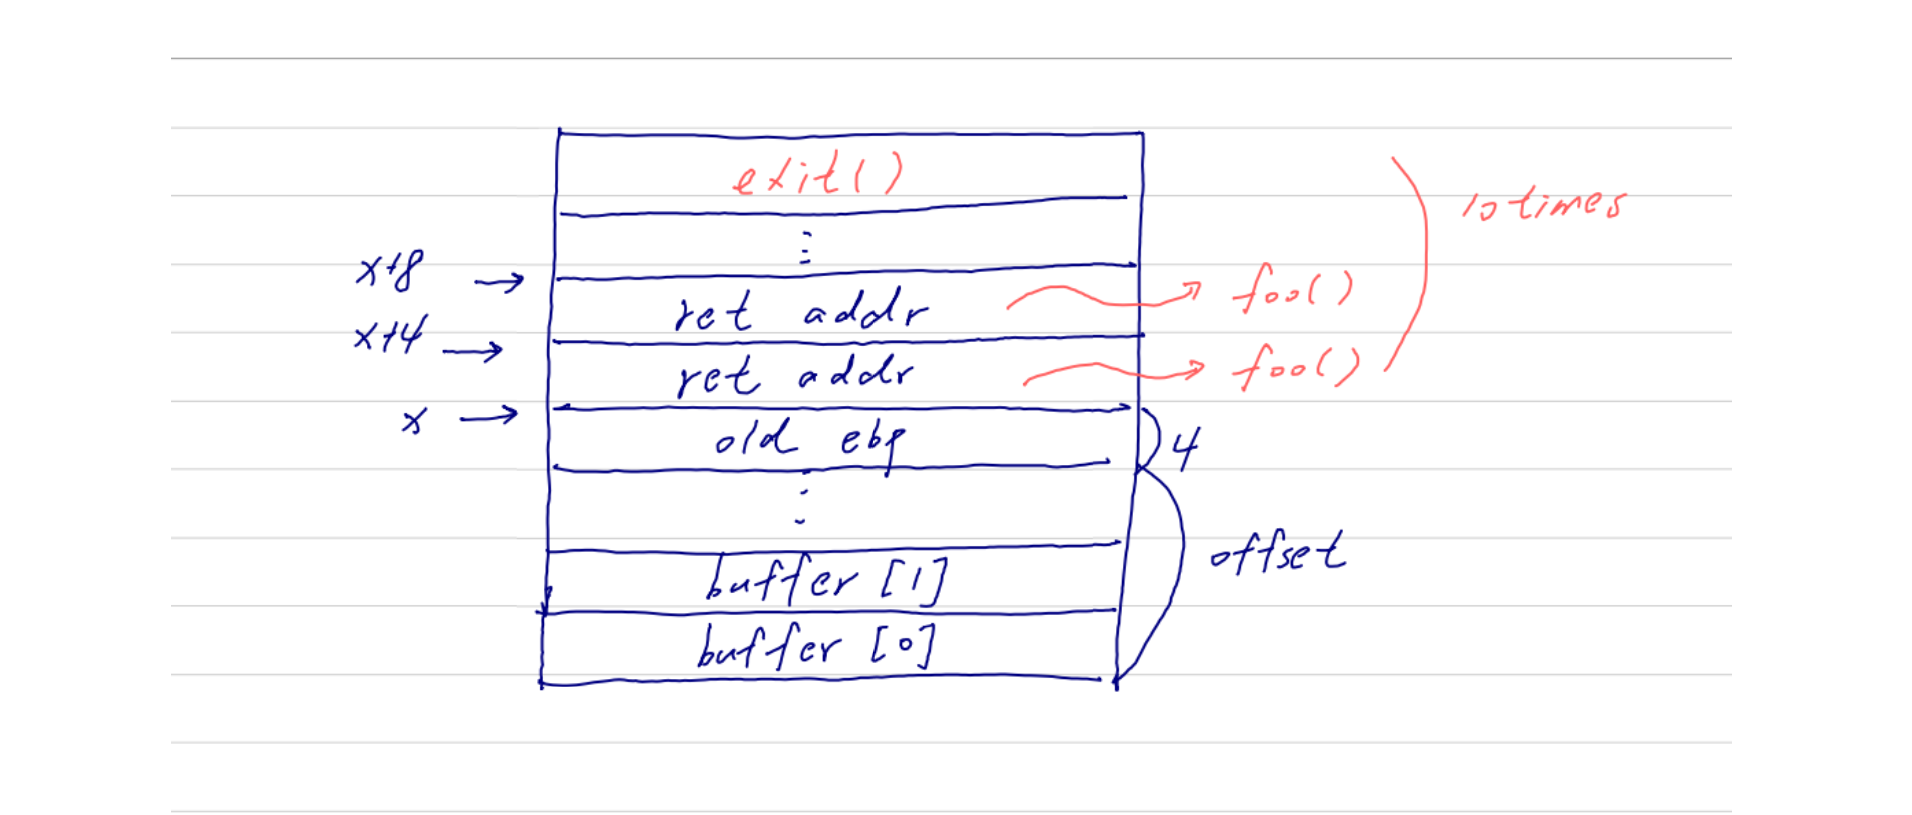 exit()
10 times
⋮
x+8 →
ret addr → foo()
x+4 →
ret addr → foo()
x →
old ebp
4
⋮
offset
buffer [1]
buffer [0]